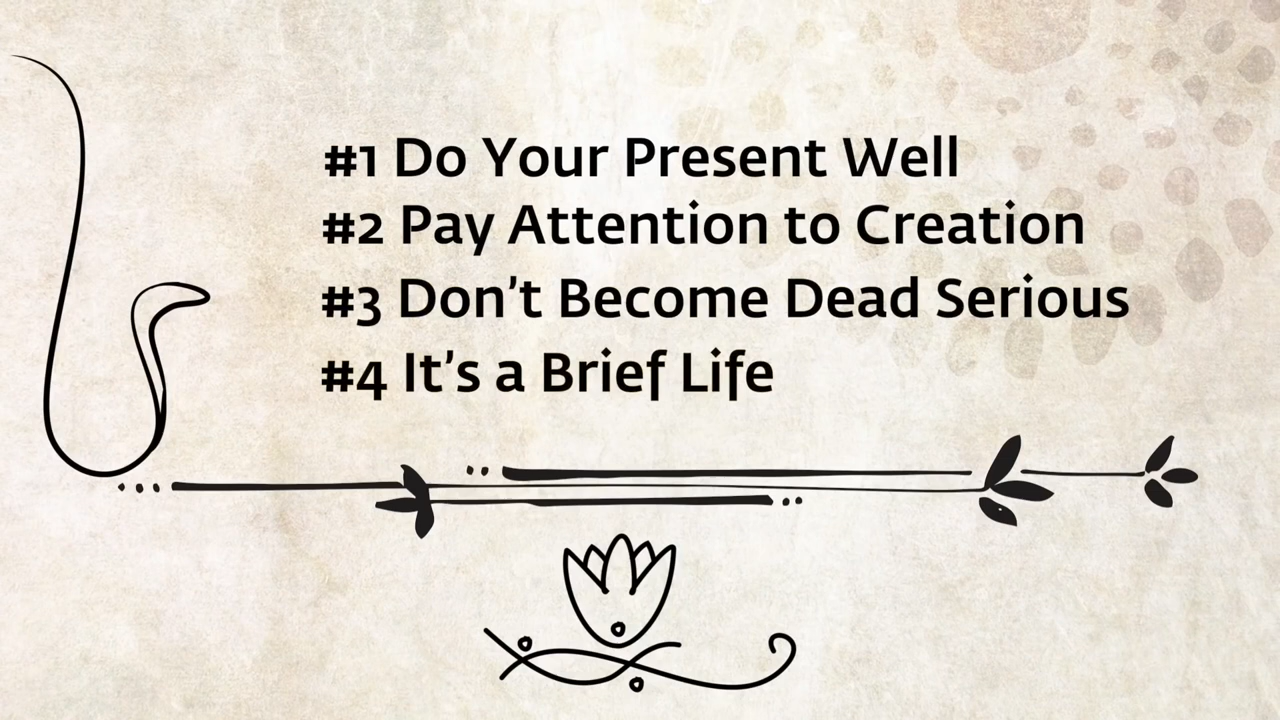 #1 Do Your Present Well
#2 Pay Attention to Creation
#3 Don’t Become Dead Serious
#4 It’s a Brief Life